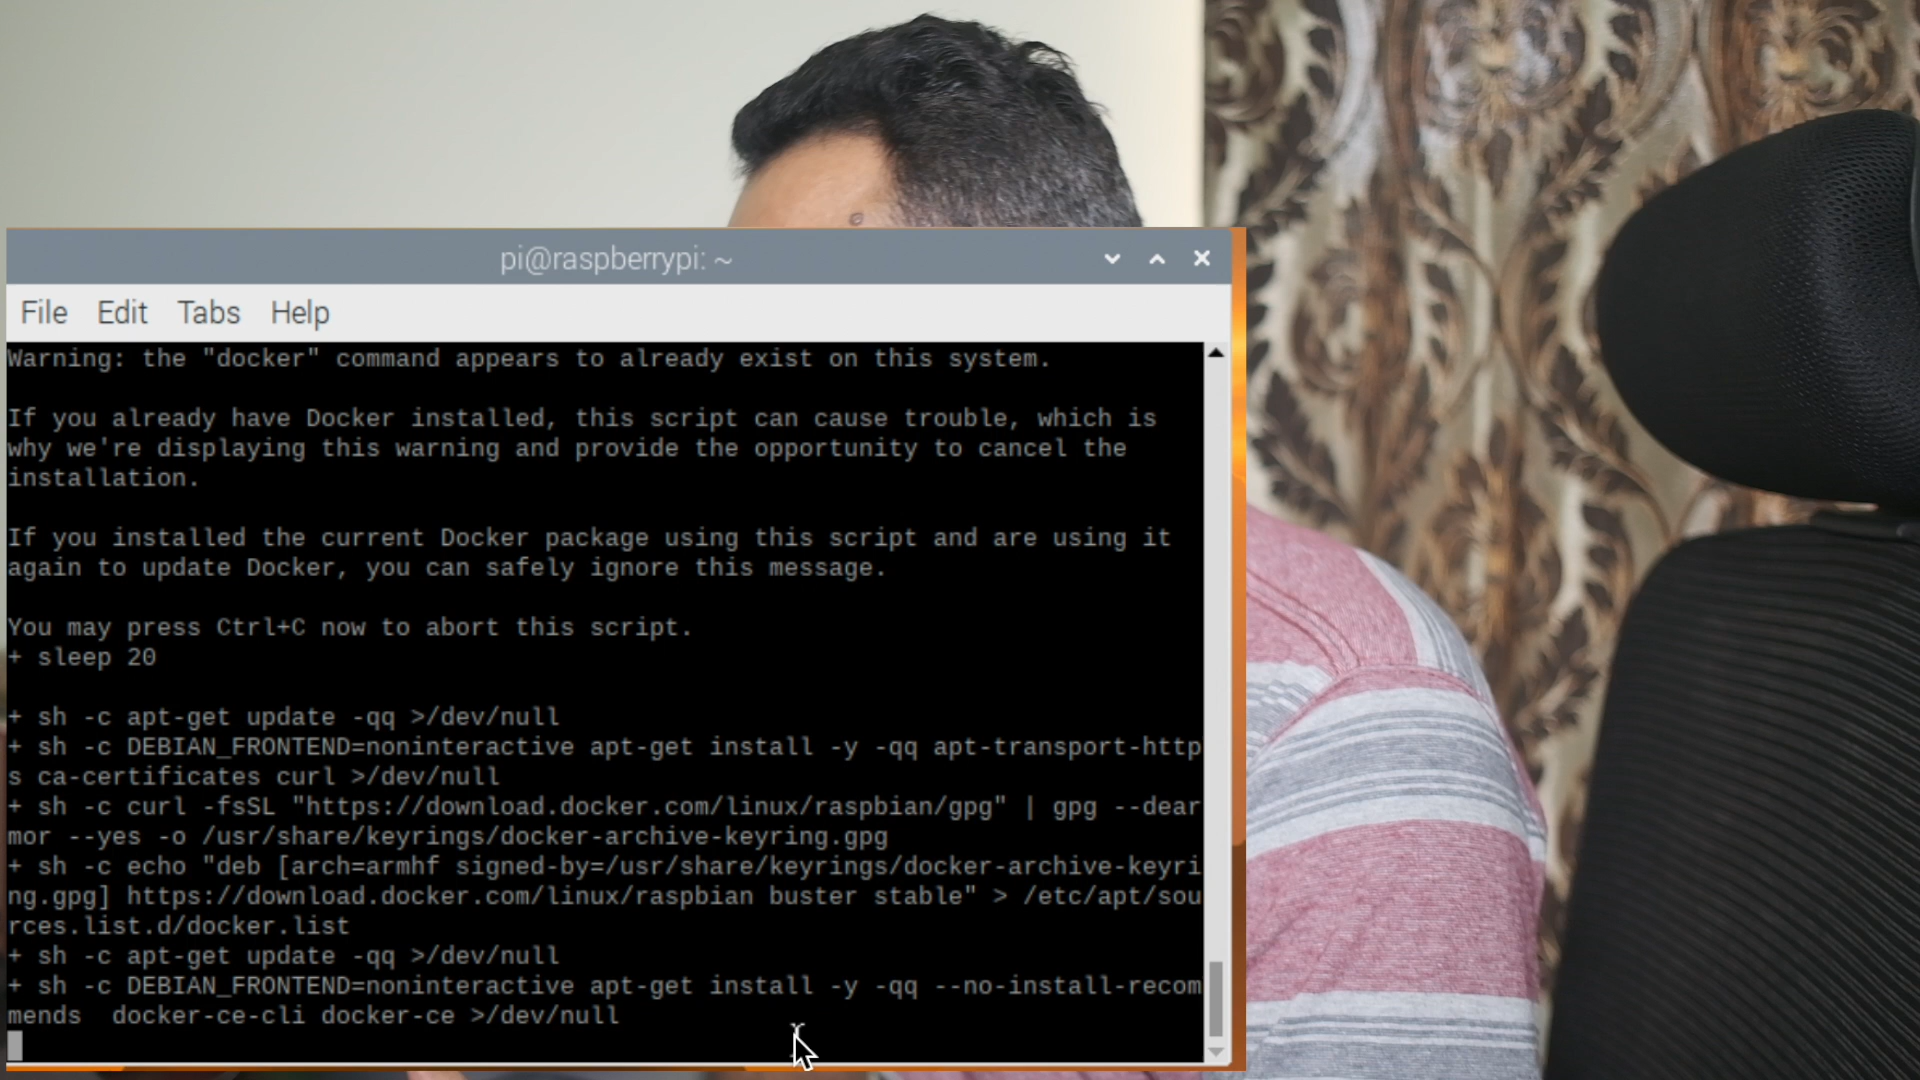 pi@raspberrypi: ~
File Edit Tabs Help
Warning: the "docker" command appears to already exist on this system.
If you already have Docker installed, this script can cause trouble, which is
why we're displaying this warning and provide the opportunity to cancel the
installation.
If you installed the current Docker package using this script and are using it
again to update Docker, you can safely ignore this message.
You may press Ctrl+C now to abort this script.
+ sleep 20
+ sh -c apt-get update -qq >/dev/null
+ sh -c DEBIAN_FRONTEND=noninteractive apt-get install -y -qq apt-transport-http
s ca-certificates curl >/dev/null
+ sh -c curl -fsSL "https://download.docker.com/linux/raspbian/gpg" | gpg --dear
mor --yes -o /usr/share/keyrings/docker-archive-keyring.gpg
+ sh -c echo "deb [arch=armhf signed-by=/usr/share/keyrings/docker-archive-keyri
ng.gpg] https://download.docker.com/linux/raspbian buster stable" > /etc/apt/sou
rces.list.d/docker.list
+ sh -c apt-get update -qq >/dev/null
+ sh -c DEBIAN_FRONTEND=noninteractive apt-get install -y -qq --no-install-recom
mends  docker-ce-cli docker-ce >/dev/null